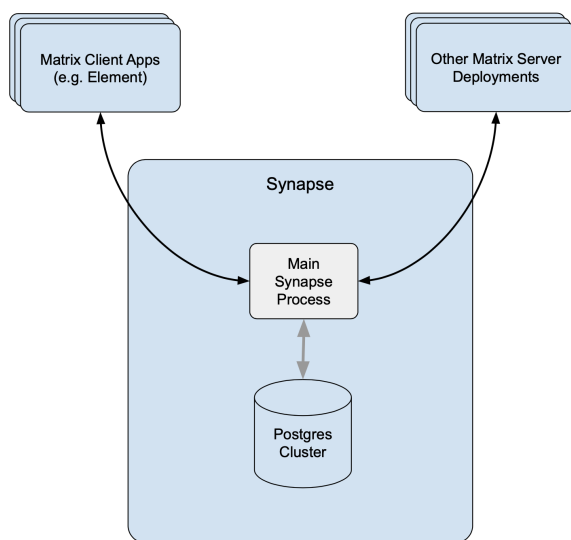 Matrix Client Apps
(e.g. Element)
Other Matrix Server
Deployments
Synapse
Main
Synapse
Process
Postgres
Cluster